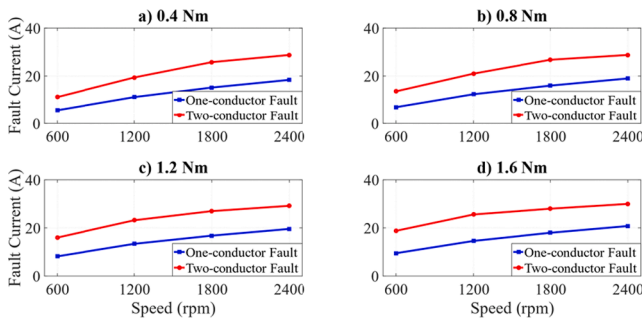 a) 0.4 Nm
Fault Current (A)
40
20
0
600 1200 1800 2400
One-conductor Fault
Two-conductor Fault
b) 0.8 Nm
40
20
0
600 1200 1800 2400
One-conductor Fault
Two-conductor Fault
c) 1.2 Nm
Fault Current (A)
40
20
0
600 1200 1800 2400
Speed (rpm)
One-conductor Fault
Two-conductor Fault
d) 1.6 Nm
40
20
0
600 1200 1800 2400
Speed (rpm)
One-conductor Fault
Two-conductor Fault